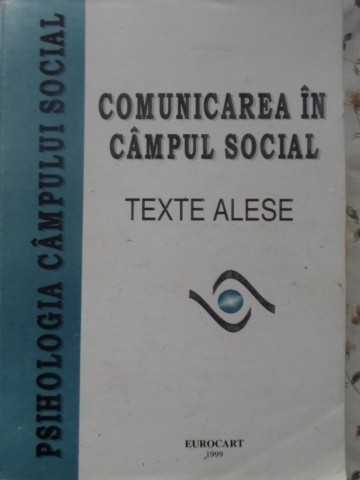 PSIHOLOGIA CÂMPULUI SOCIAL
COMUNICAREA ÎN
CÂMPUL SOCIAL
TEXTE ALESE
EUROCART
1999